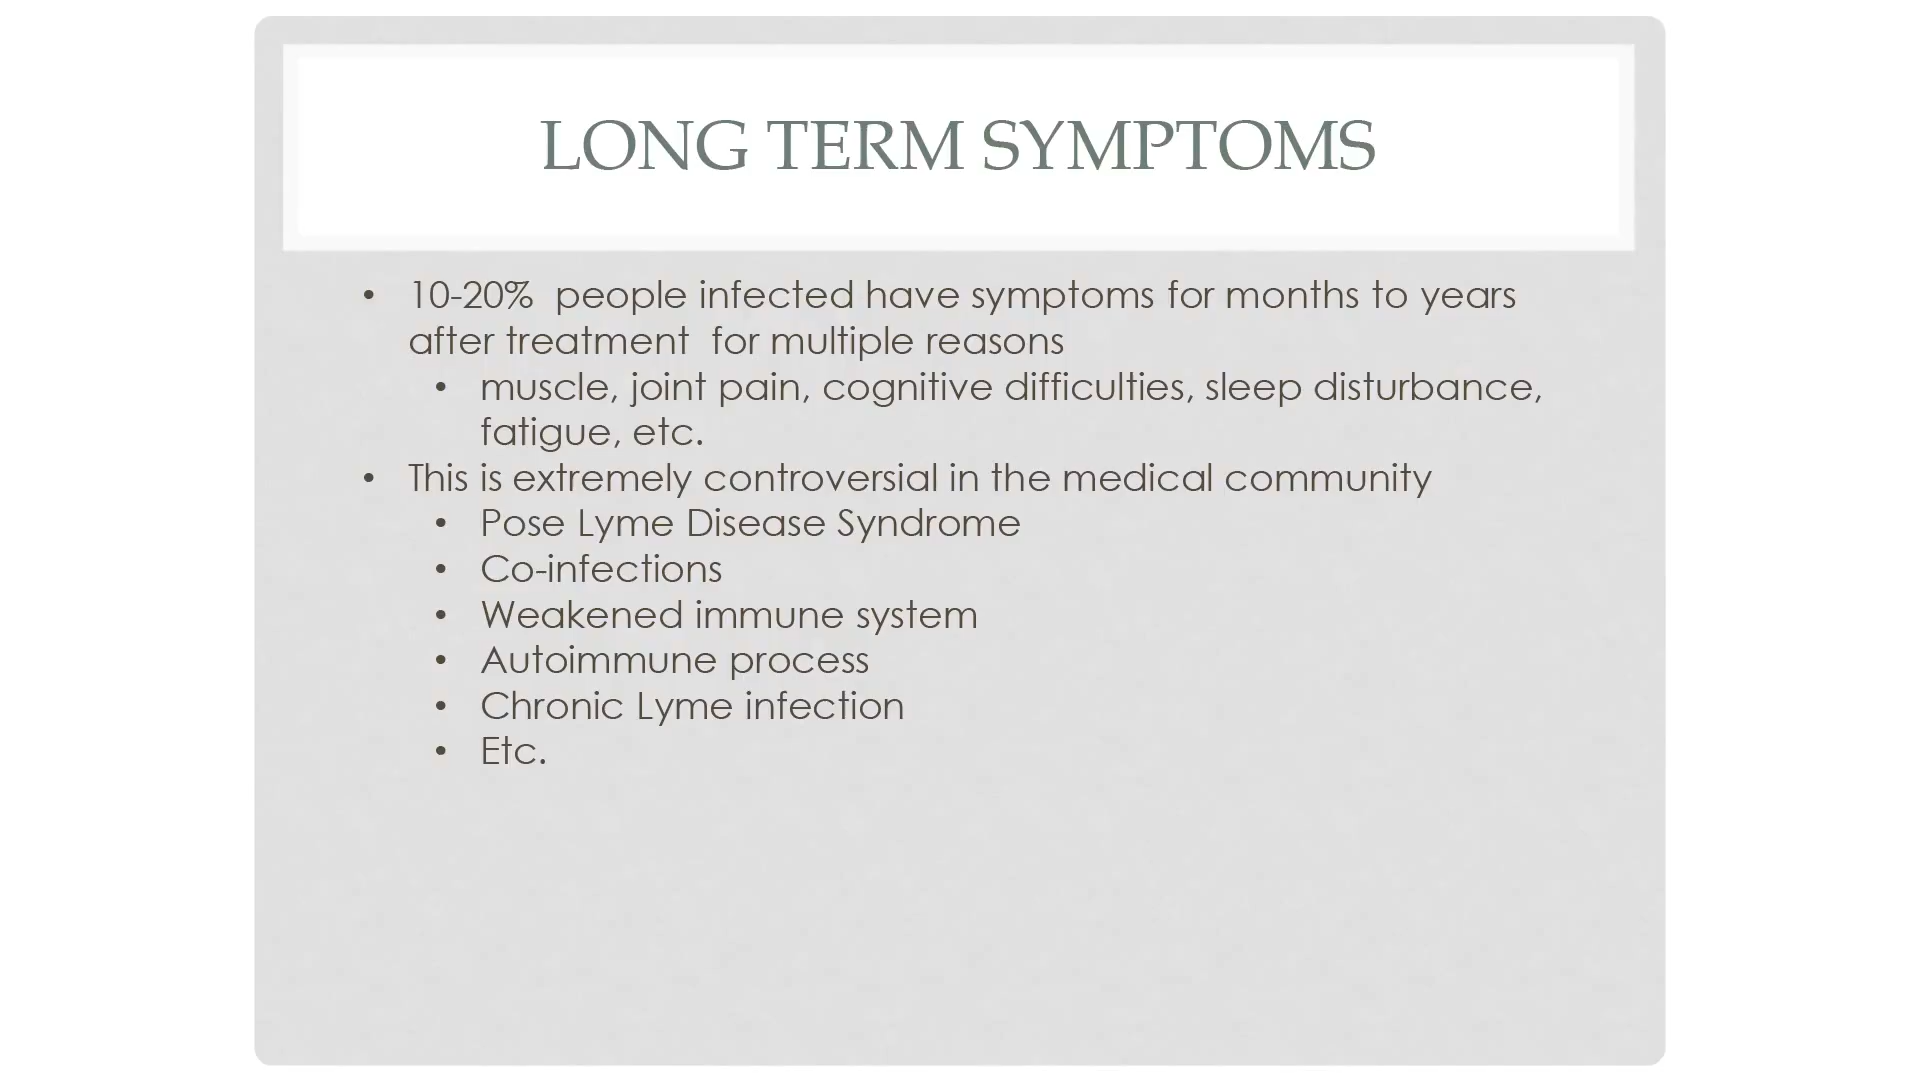 LONG TERM SYMPTOMS
• 10-20%  people infected have symptoms for months to years
after treatment  for multiple reasons
• muscle, joint pain, cognitive difficulties, sleep disturbance,
fatigue, etc.
• This is extremely controversial in the medical community
• Pose Lyme Disease Syndrome
• Co-infections
• Weakened immune system
• Autoimmune process
• Chronic Lyme infection
• Etc.